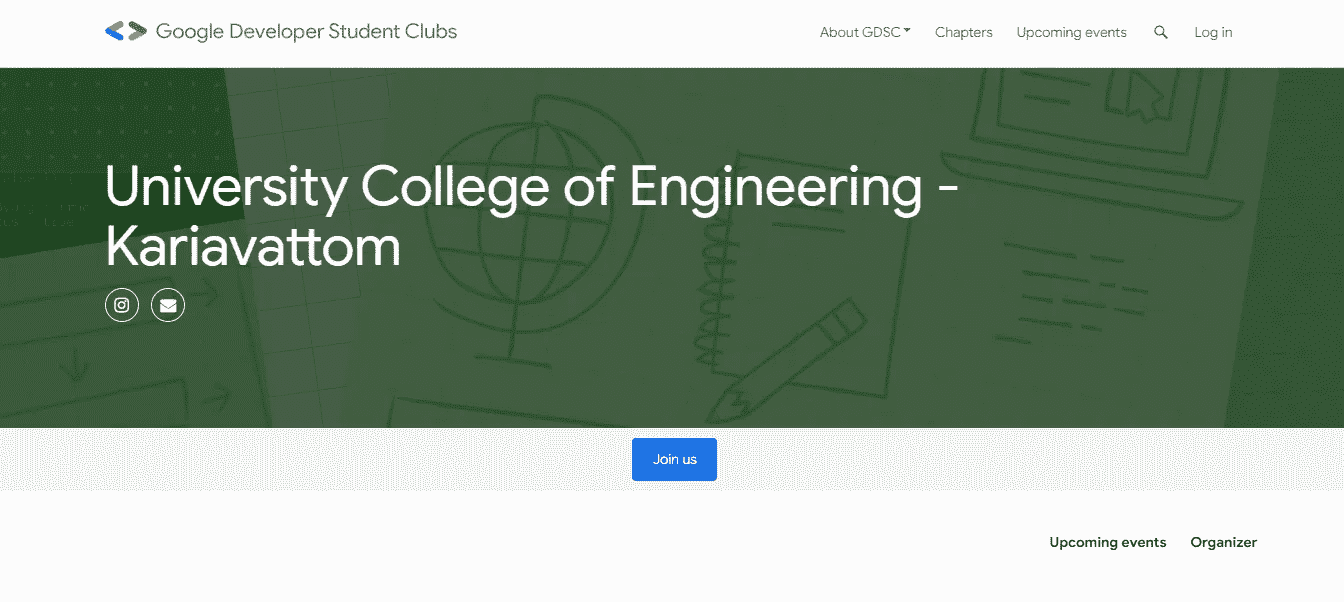 Google Developer Student Clubs
About GDSC
Chapters
Upcoming events
Log in
University College of Engineering -
Kariavattom
Join us
Upcoming events
Organizer